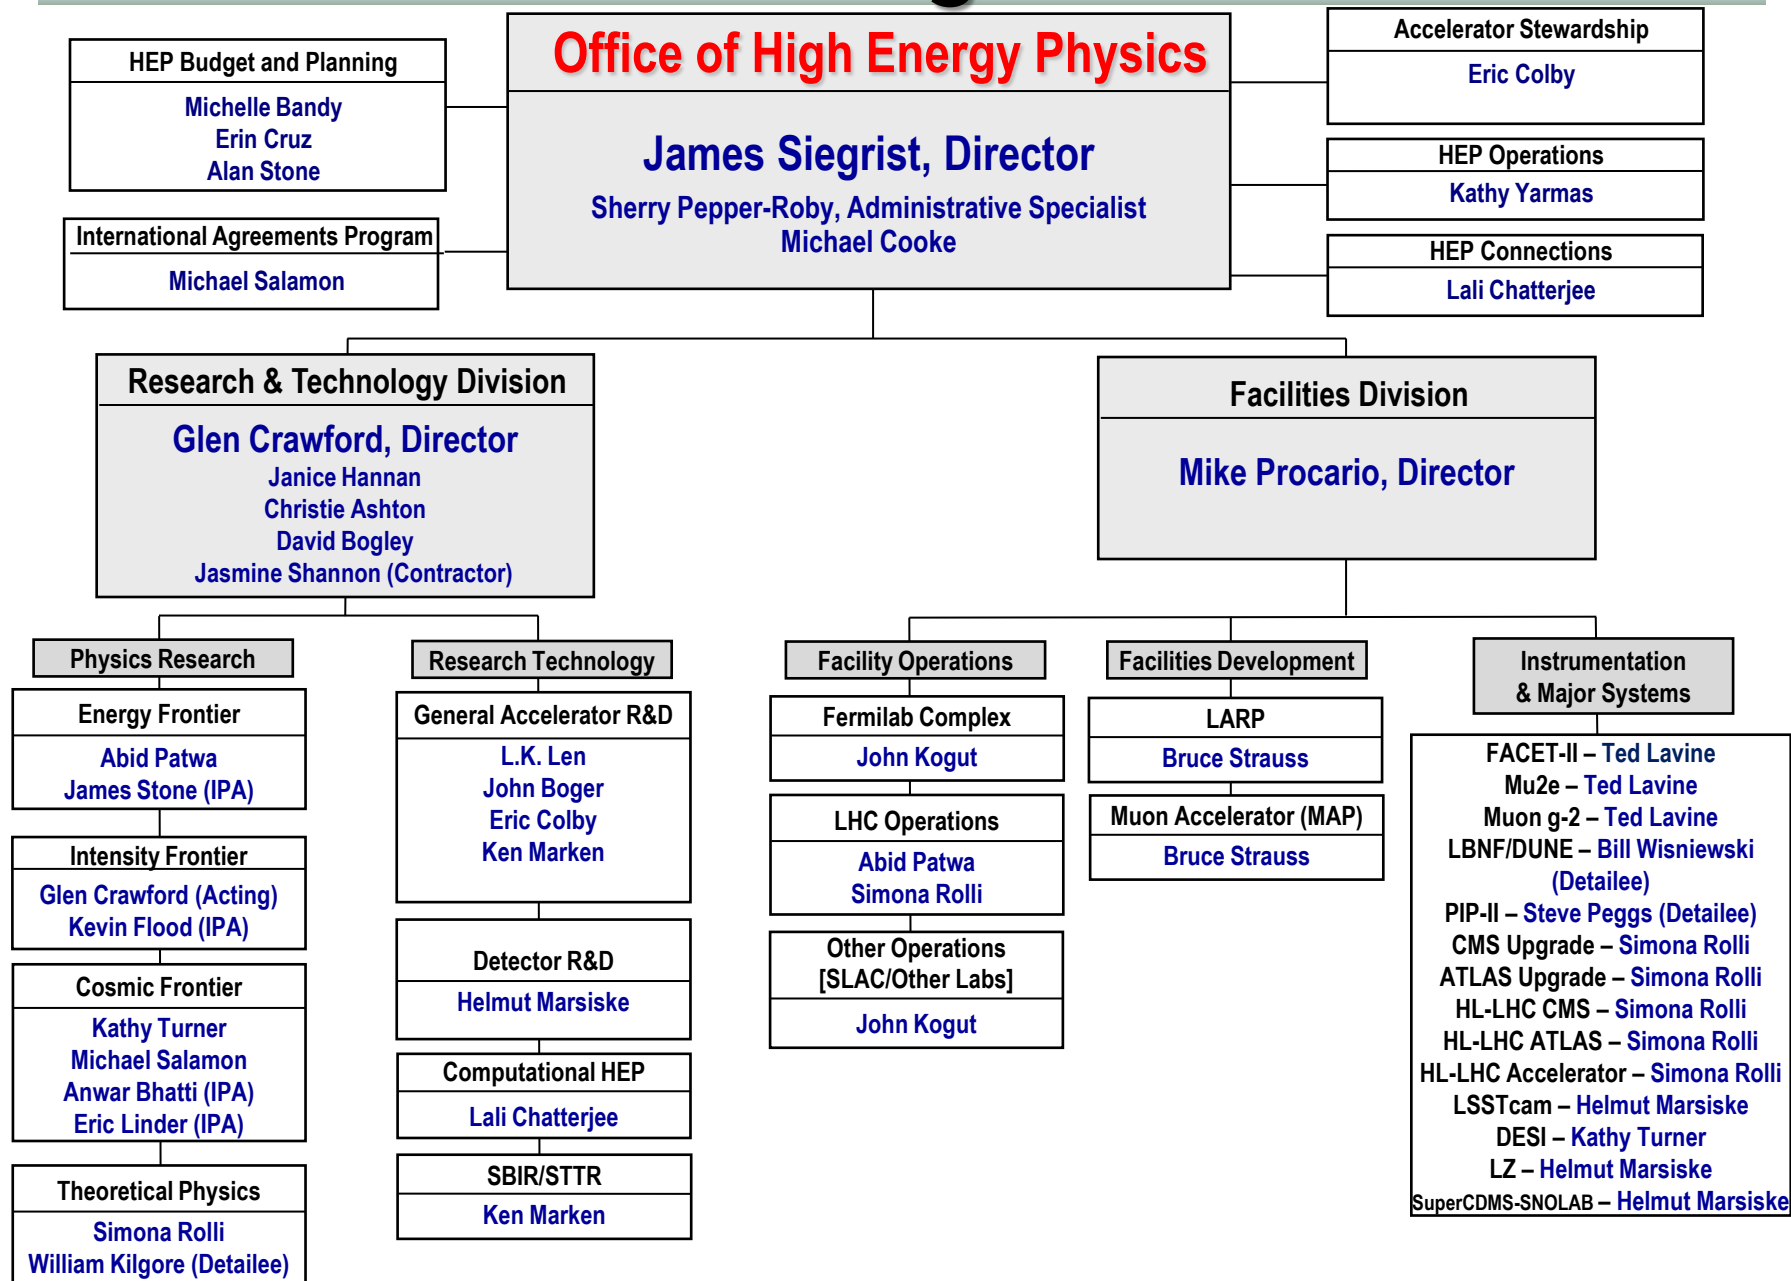 Office of High Energy Physics
James Siegrist, Director
Sherry Pepper-Roby, Administrative Specialist
Michael Cooke
HEP Budget and Planning
Michelle Bandy
Erin Cruz
Alan Stone
International Agreements Program
Michael Salamon
Accelerator Stewardship
Eric Colby
HEP Operations
Kathy Yarmas
HEP Connections
Lali Chatterjee
Research & Technology Division
Glen Crawford, Director
Janice Hannan
Christie Ashton
David Bogley
Jasmine Shannon (Contractor)
Facilities Division
Mike Procario, Director
Physics Research
Energy Frontier
Abid Patwa
James Stone (IPA)
Intensity Frontier
Glen Crawford (Acting)
Kevin Flood (IPA)
Cosmic Frontier
Kathy Turner
Michael Salamon
Anwar Bhatti (IPA)
Eric Linder (IPA)
Theoretical Physics
Simona Rolli
William Kilgore (Detailee)
Research Technology
General Accelerator R&D
L.K. Len
John Boger
Eric Colby
Ken Marken
Detector R&D
Helmut Marsiske
Computational HEP
Lali Chatterjee
SBIR/STTR
Ken Marken
Facility Operations
Fermilab Complex
John Kogut
LHC Operations
Abid Patwa
Simona Rolli
Other Operations
[SLAC/Other Labs]
John Kogut
Facilities Development
LARP
Bruce Strauss
Muon Accelerator (MAP)
Bruce Strauss
Instrumentation
& Major Systems
FACET-II – Ted Lavine
Mu2e – Ted Lavine
Muon g-2 – Ted Lavine
LBNF/DUNE – Bill Wisniewski
(Detailee)
PIP-II – Steve Peggs (Detailee)
CMS Upgrade – Simona Rolli
ATLAS Upgrade – Simona Rolli
HL-LHC CMS – Simona Rolli
HL-LHC ATLAS – Simona Rolli
HL-LHC Accelerator – Simona Rolli
LSSTcam – Helmut Marsiske
DESI – Kathy Turner
LZ – Helmut Marsiske
SuperCDMS-SNOLAB – Helmut Marsiske